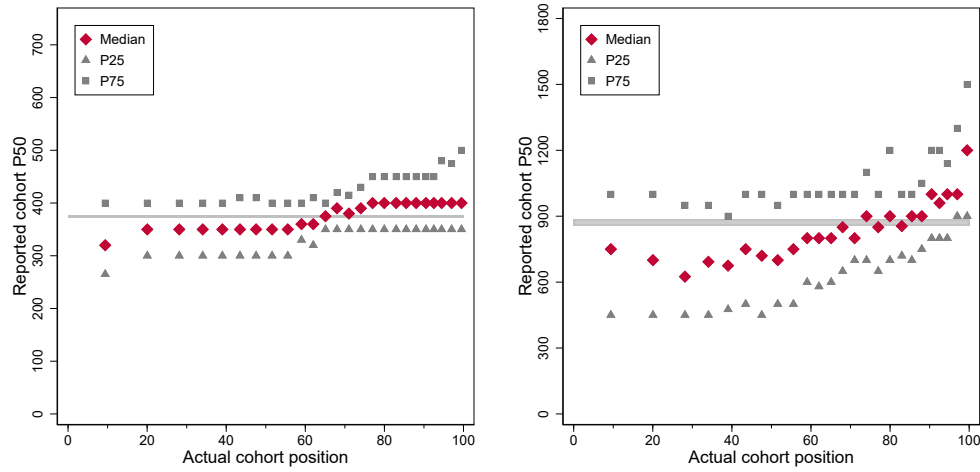 Median
P25
P75
Reported cohort P50
700
600
500
400
300
200
100
0
0 20 40 60 80 100
Actual cohort position
Median
P25
P75
Reported cohort P50
1800
1500
1200
900
600
300
0
0 20 40 60 80 100
Actual cohort position